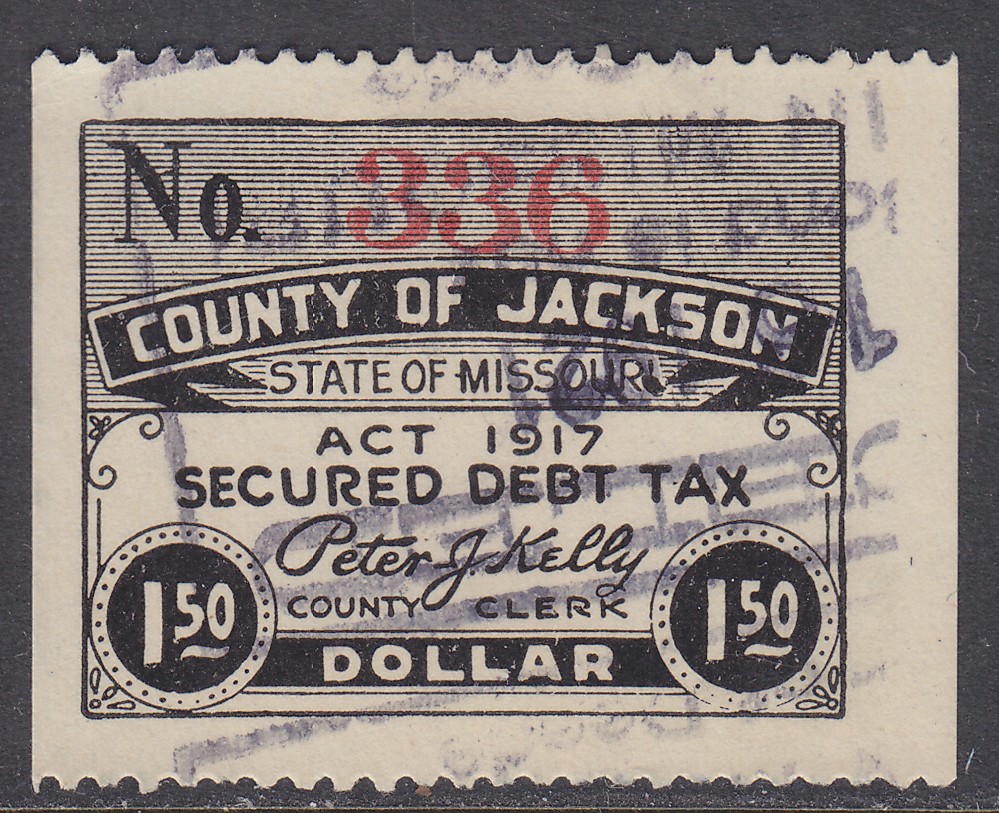 No. 336
COUNTY OF JACKSON
STATE OF MISSOURI
ACT 1917
SECURED DEBT TAX
Peter J. Kelly
COUNTY CLERK
1 50 1 50
DOLLAR